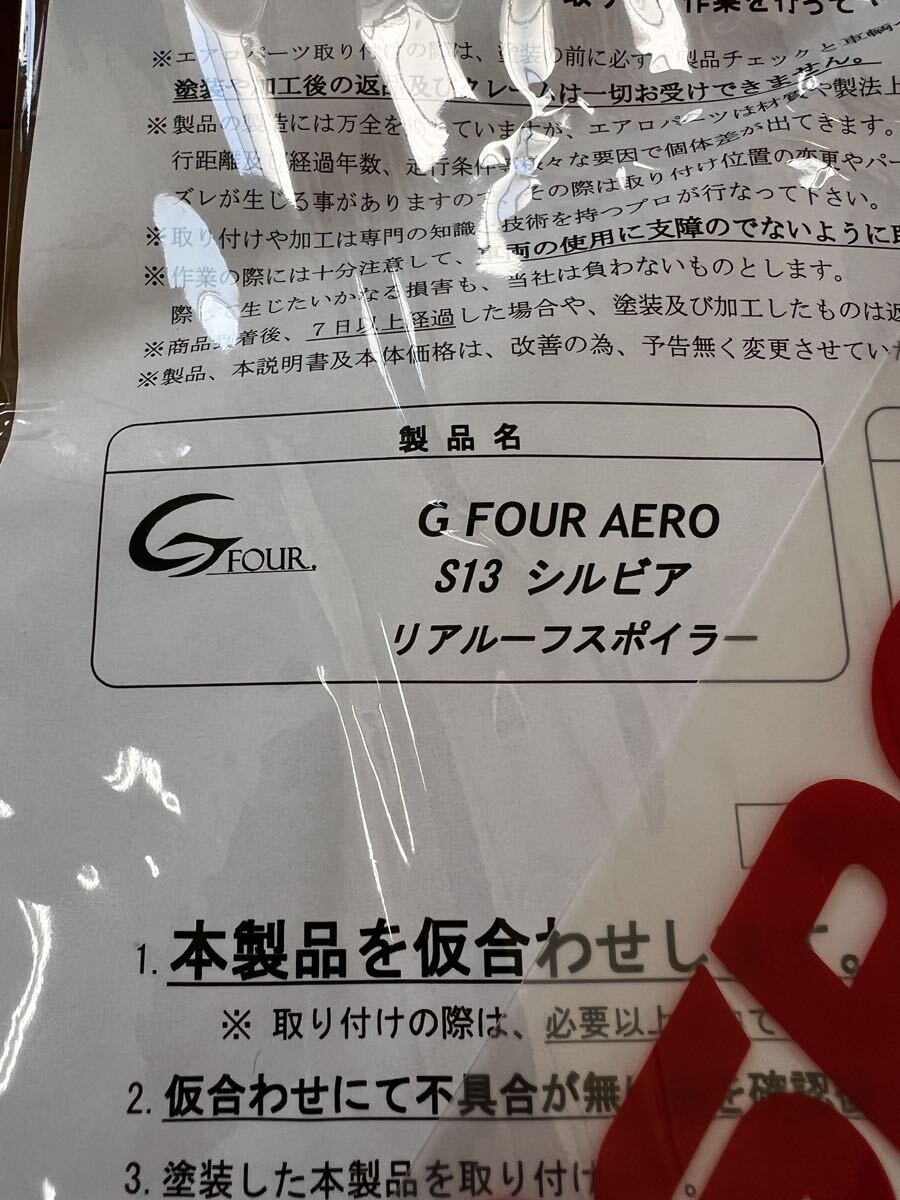 作業を行って
※エアロパーツ取り付けの際は、塗装の前に必ず製品チェックと車輌
塗装や加工後の返品及びクレームは一切お受けできません。
※製品の製造には万全を ていますが、エアロパーツは材質や製法上
行距離及び経過年数、走行条件等 々な要因で個体差が出てきます。
ズレが生じる事がありますの その際は取り付け位置の変更やパー
※取り付けや加工は専門の知識 技術を持つプロが行なって下さい。
※作業の際には十分注意して、車両の使用に支障のでないように
際 生じたいかなる損害も、当社は負わないものとします。
※商品 着後、7日以上経過した場合や、塗装及び加工したものは返
※製品、本説明書及本体価格は、改善の為、予告無く変更させていた
製品名
G FOUR.
G FOUR AERO
S13 シルビア
リアルーフスポイラー
1. 本製品を仮合わせし
※ 取り付けの際は、必要以上
2. 仮合わせにて不具合が無 を確認
3. 塗装した本製品を取り付け